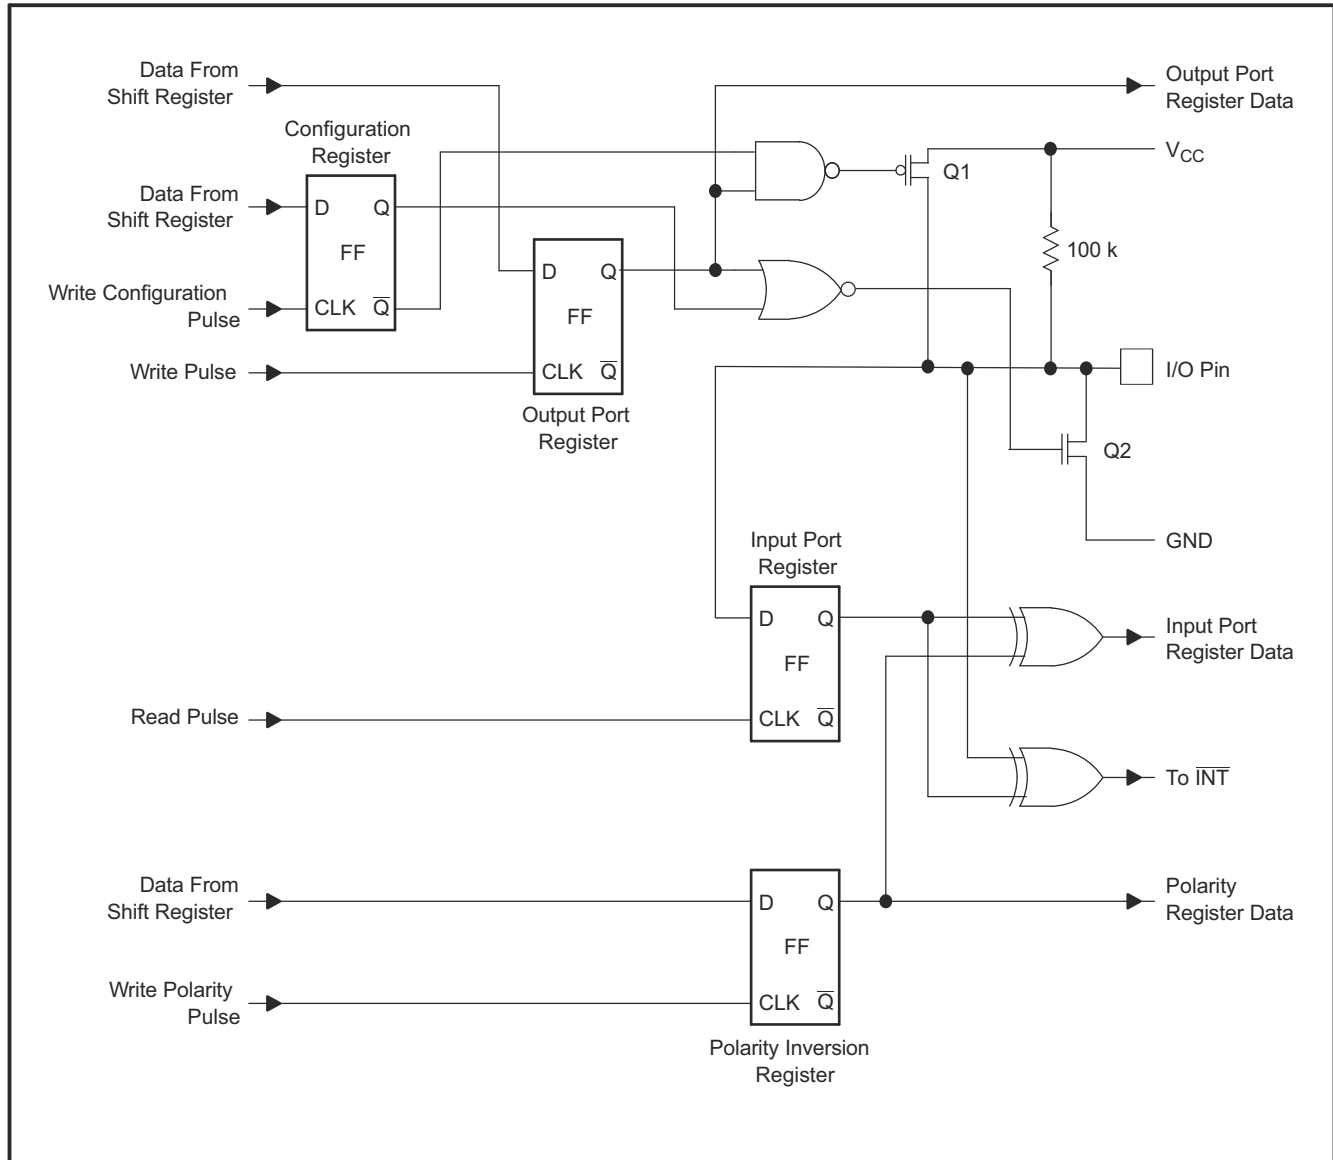 Data From
Shift Register
Output Port
Register Data
Configuration
Register
VCC
Q1
Data From
Shift Register
D
Q
FF
CLK
Q̅
100 k
Write Configuration
Pulse
D
Q
FF
CLK
Q̅
Write Pulse
I/O Pin
Output Port
Register
Q2
GND
Input Port
Register
D
Q
FF
CLK
Q̅
Input Port
Register Data
Read Pulse
To I̅N̅T̅
Data From
Shift Register
D
Q
FF
CLK
Q̅
Polarity
Register Data
Write Polarity
Pulse
Polarity Inversion
Register